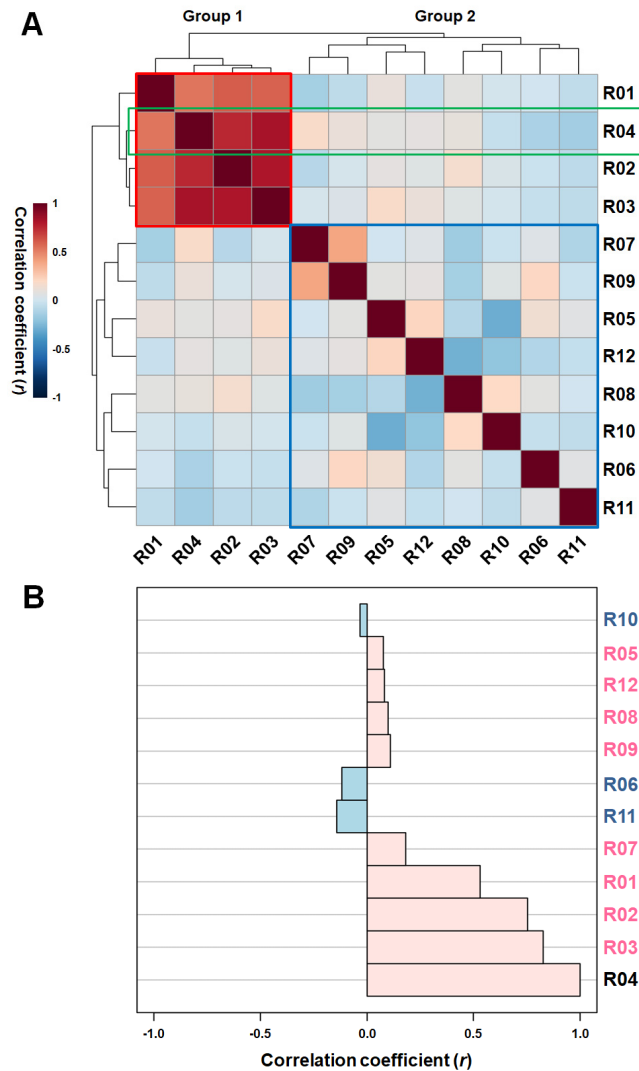 A
Group 1 Group 2
R01
R04
R02
R03
R07
R09
R05
R12
R08
R10
R06
R11
Correlation coefficient (r)
1
0.5
0
-0.5
-1
R01 R04 R02 R03 R07 R09 R05 R12 R08 R10 R06 R11
B
R10
R05
R12
R08
R09
R06
R11
R07
R01
R02
R03
R04
-1.0 -0.5 0.0 0.5 1.0
Correlation coefficient (r)